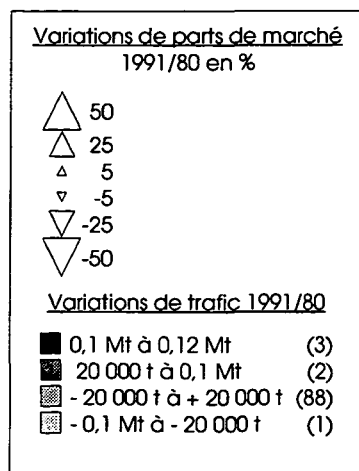 Variations de parts de marché
1991/80 en %
50
25
5
-5
-25
-50
Variations de trafic 1991/80
0,1 Mt à 0,12 Mt (3)
20 000 t à 0,1 Mt (2)
- 20 000 t à + 20 000 t (88)
- 0,1 Mt à - 20 000 t (1)